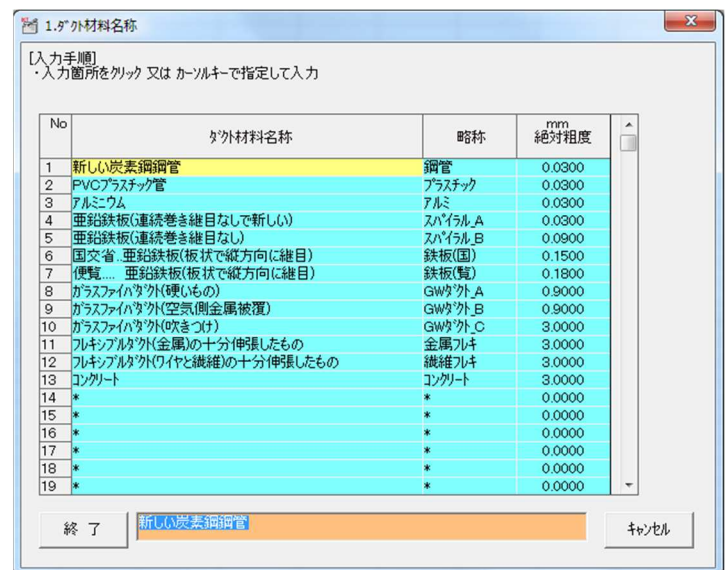 1.ﾀﾞｸﾄ材料名称
[入力手順]
・入力箇所をｸﾘｯｸ 又は ｶｰｿﾙｷｰで指定して入力
No ﾀﾞｸﾄ材料名称 略称 mm 絶対粗度
1 新しい炭素鋼鋼管 鋼管 0.0300
2 PVCﾌﾟﾗｽﾁｯｸ管 ﾌﾟﾗｽﾁｯｸ 0.0300
3 ｱﾙﾐﾆｳﾑ ｱﾙﾐ 0.0300
4 亜鉛鉄板(連続巻き継目なしで新しい) ｽﾊﾟｲﾗﾙ_A 0.0300
5 亜鉛鉄板(連続巻き継目なし) ｽﾊﾟｲﾗﾙ_B 0.0900
6 国交省..亜鉛鉄板(板状で縦方向に継目) 鉄板(国) 0.1500
7 便覧.... 亜鉛鉄板(板状で縦方向に継目) 鉄板(覧) 0.1800
8 ｶﾞﾗｽﾌｧｲﾊﾞﾀﾞｸﾄ(硬いもの) GWﾀﾞｸﾄ_A 0.9000
9 ｶﾞﾗｽﾌｧｲﾊﾞﾀﾞｸﾄ(空気側金属被覆) GWﾀﾞｸﾄ_B 0.9000
10 ｶﾞﾗｽﾌｧｲﾊﾞﾀﾞｸﾄ(吹きつけ) GWﾀﾞｸﾄ_C 3.0000
11 ﾌﾚｷｼﾌﾞﾙﾀﾞｸﾄ(金属)の十分伸張したもの 金属ﾌﾚｷ 3.0000
12 ﾌﾚｷｼﾌﾞﾙﾀﾞｸﾄ(ﾜｲﾔと繊維)の十分伸張したもの 繊維ﾌﾚｷ 3.0000
13 ｺﾝｸﾘｰﾄ ｺﾝｸﾘｰﾄ 3.0000
14 * * 0.0000
15 * * 0.0000
16 * * 0.0000
17 * * 0.0000
18 * * 0.0000
19 * * 0.0000
終 了 新しい炭素鋼鋼管 ｷｬﾝｾﾙ